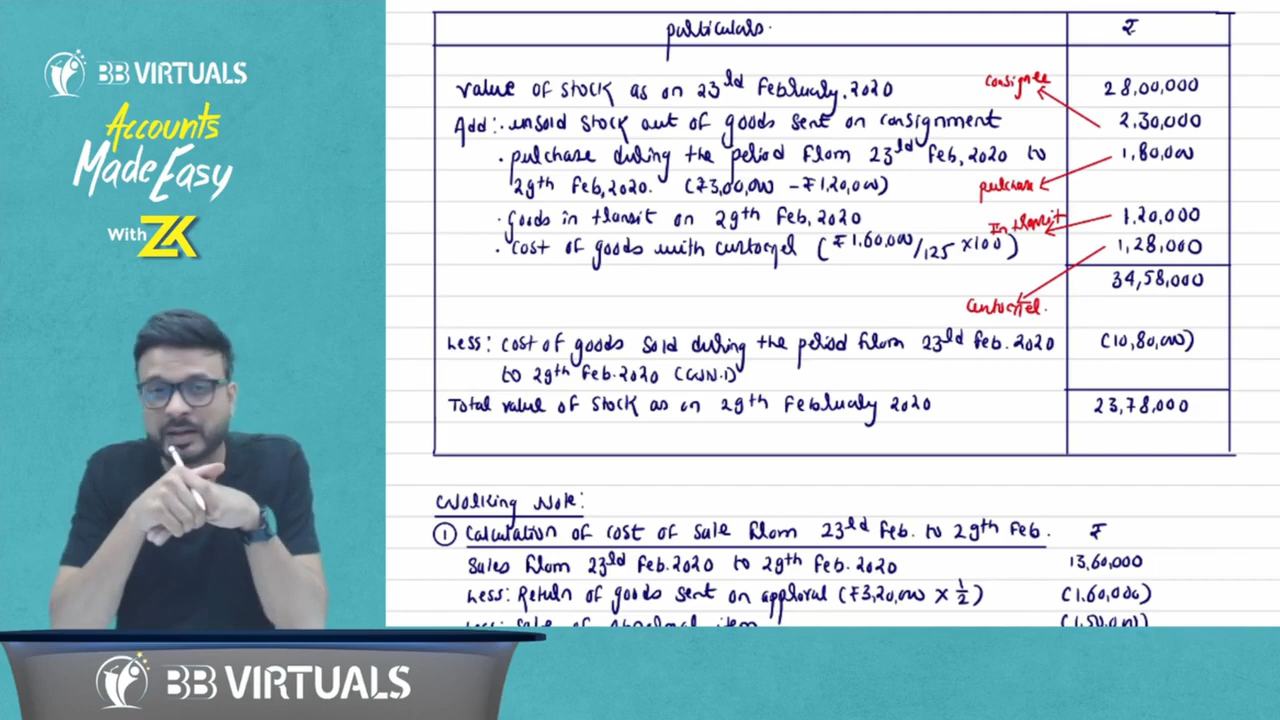 BB VIRTUALS
Accounts
Made Easy
With ZK
particulars. ₹
value of stock as on 23rd February, 2020 28,00,000
consignee
Add: • unsold stock out of goods sent on consignment 2,30,000
• purchase during the period from 23rd Feb, 2020 to 1,80,000
29th Feb, 2020. (₹3,00,000 - ₹1,20,000)
purchase
• Goods in transit on 29th Feb, 2020 1,20,000
In transit
• cost of goods with customer (₹1,60,000/125 × 100) 1,28,000
34,58,000
customer.
Less: cost of goods sold during the period from 23rd Feb. 2020 (10,80,000)
to 29th Feb. 2020 (WN.1)
Total value of stock as on 29th February 2020 23,78,000
Working Note:
① Calculation of cost of sale from 23rd Feb. to 29th Feb. ₹
Sales from 23rd Feb. 2020 to 29th Feb. 2020 13,60,000
Less: Return of goods sent on approval (₹3,20,000 × 1/2) (1,60,000)
Less: Sale of abnormal item
BB VIRTUALS